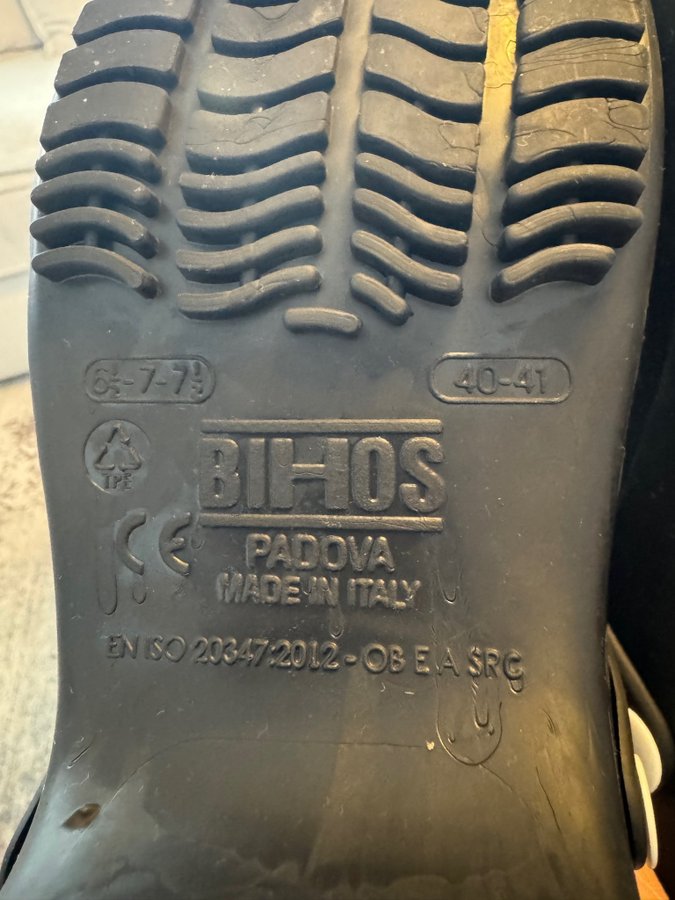 6½-7-7½
40-41
TPE
BIHOS
CE
PADOVA
MADE IN ITALY
EN ISO 20347:2012 - OB E A SRC